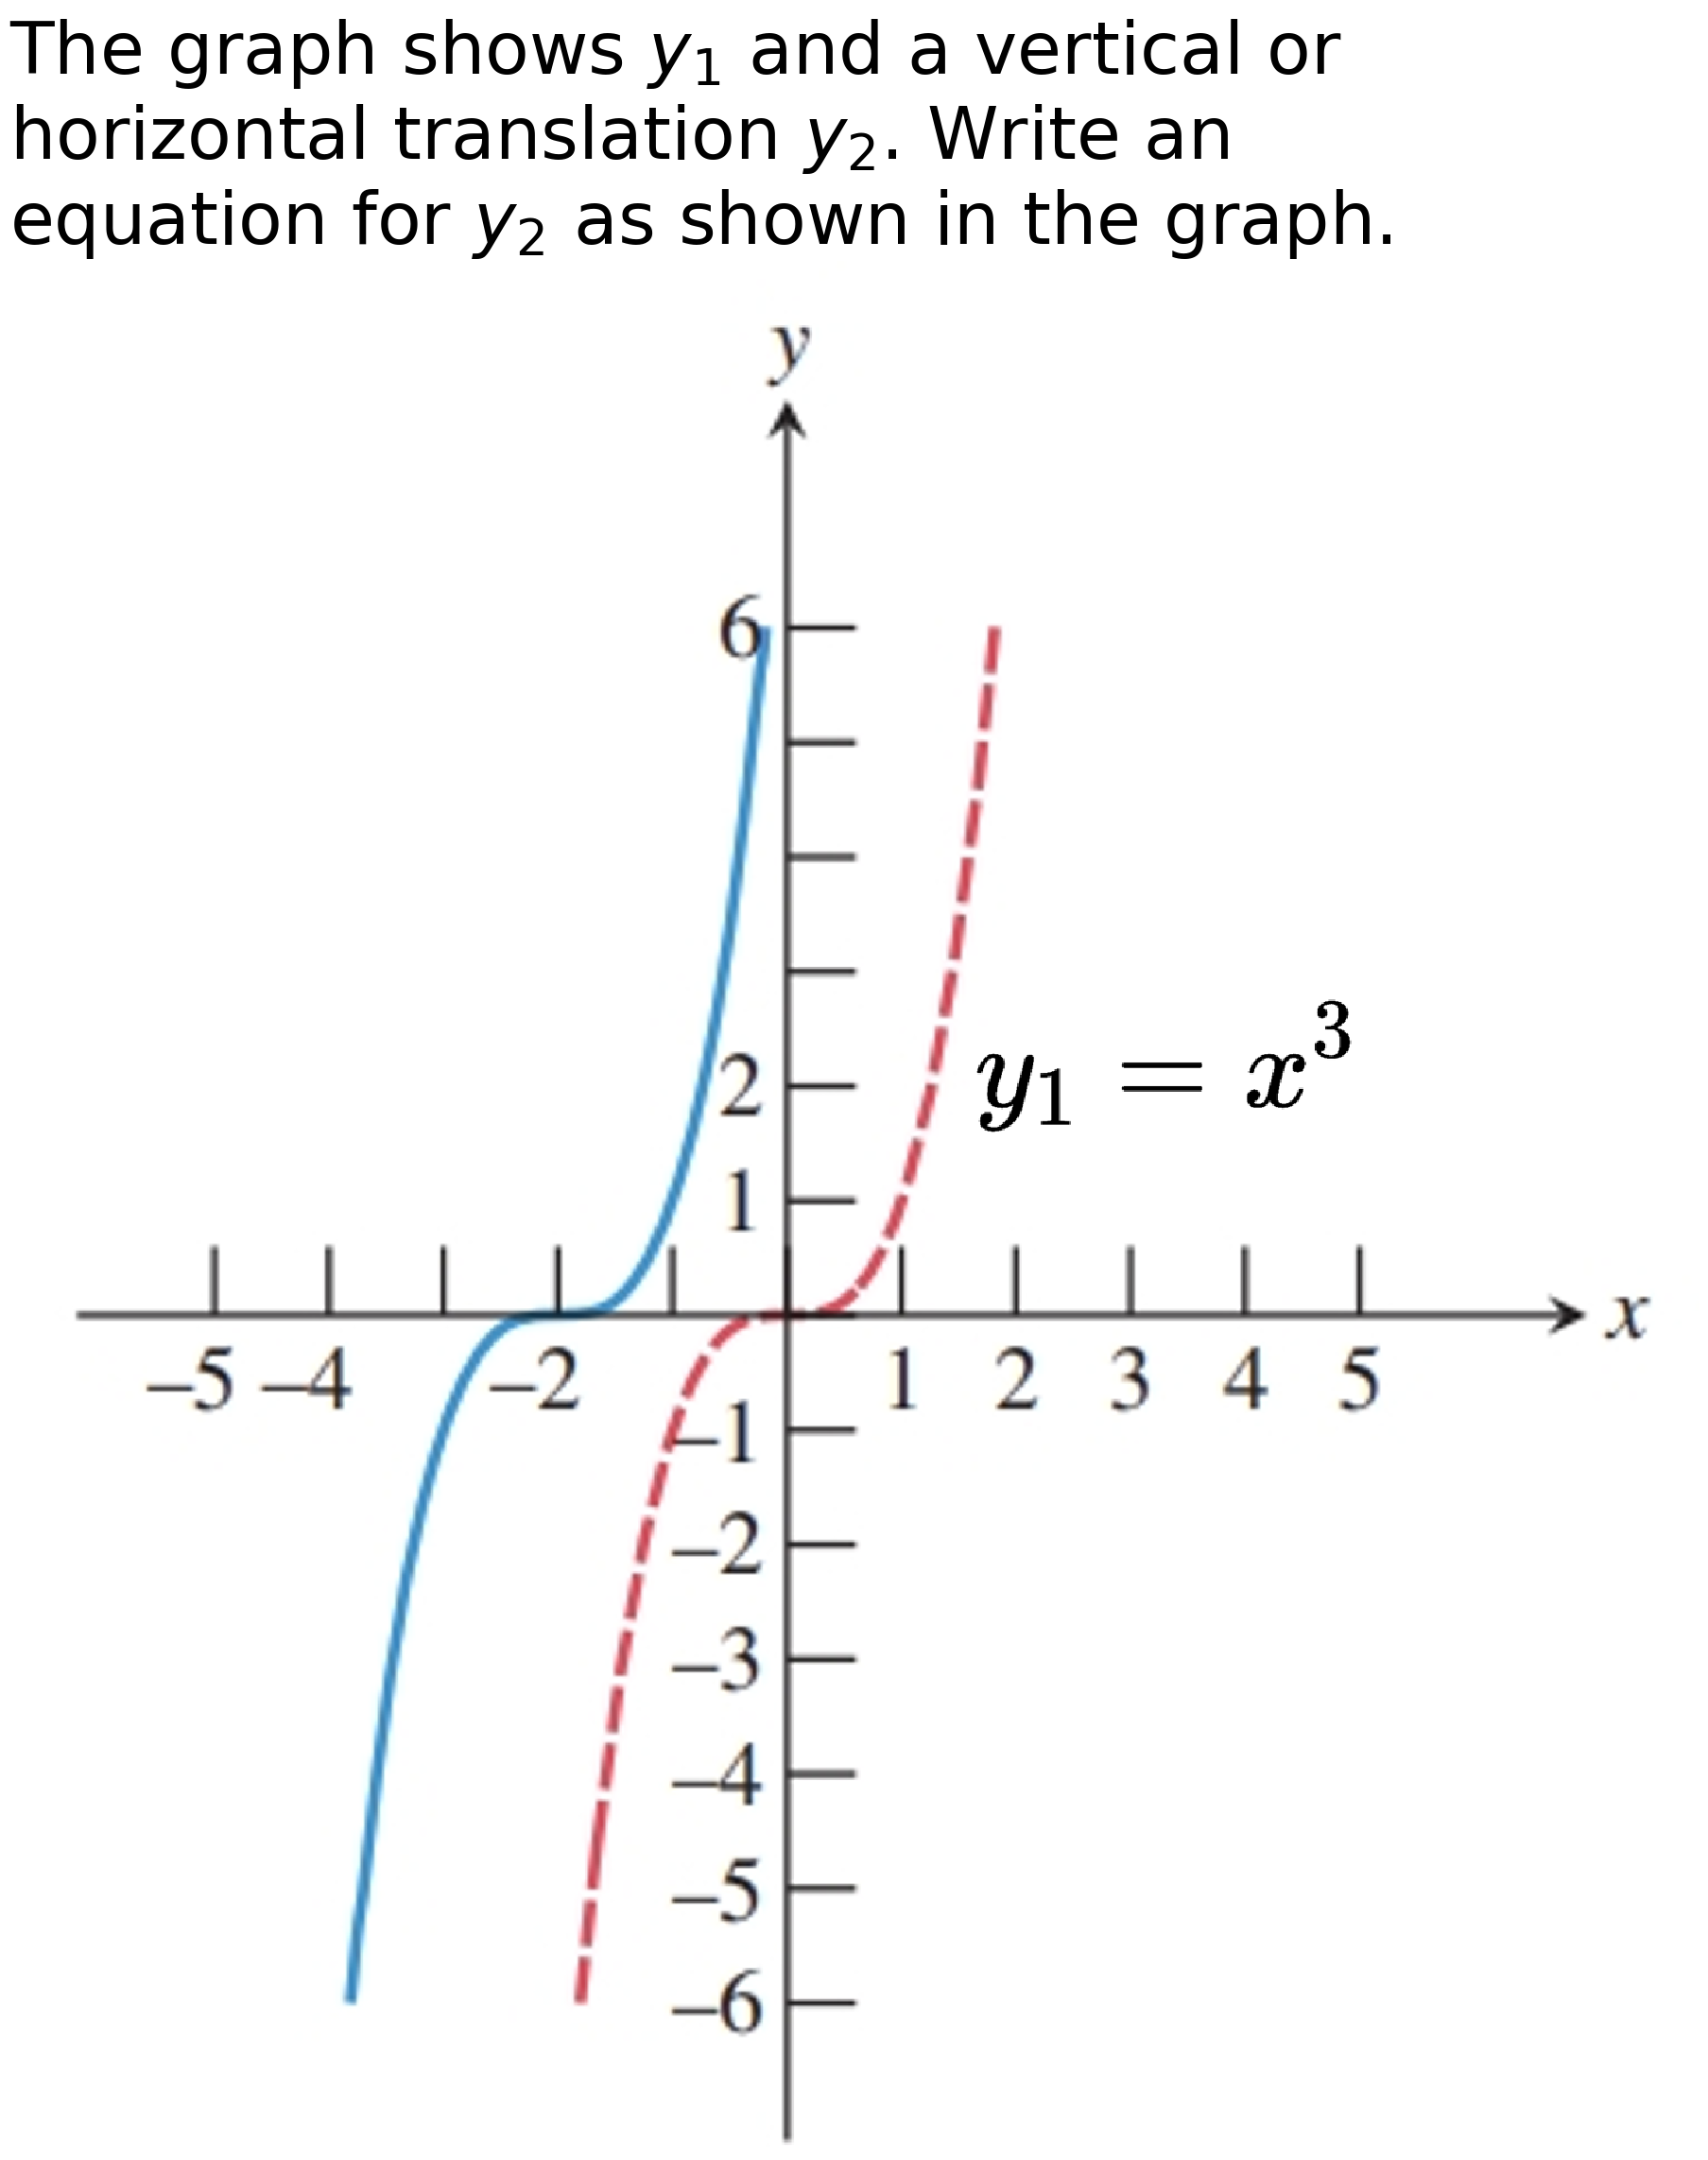 The graph shows y₁ and a vertical or
horizontal translation y₂. Write an
equation for y₂ as shown in the graph.
y
6
2
y₁ = x³
1
x
–5 –4 –2 1 2 3 4 5
–1
–2
–3
–4
–5
–6